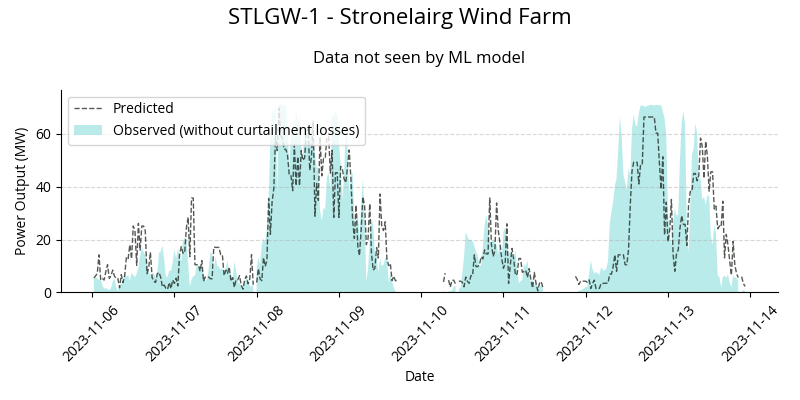 STLGW-1 - Stronelairg Wind Farm
Data not seen by ML model
Predicted
Observed (without curtailment losses)
Power Output (MW)
60
40
20
0
2023-11-06
2023-11-07
2023-11-08
2023-11-09
2023-11-10
2023-11-11
2023-11-12
2023-11-13
2023-11-14
Date